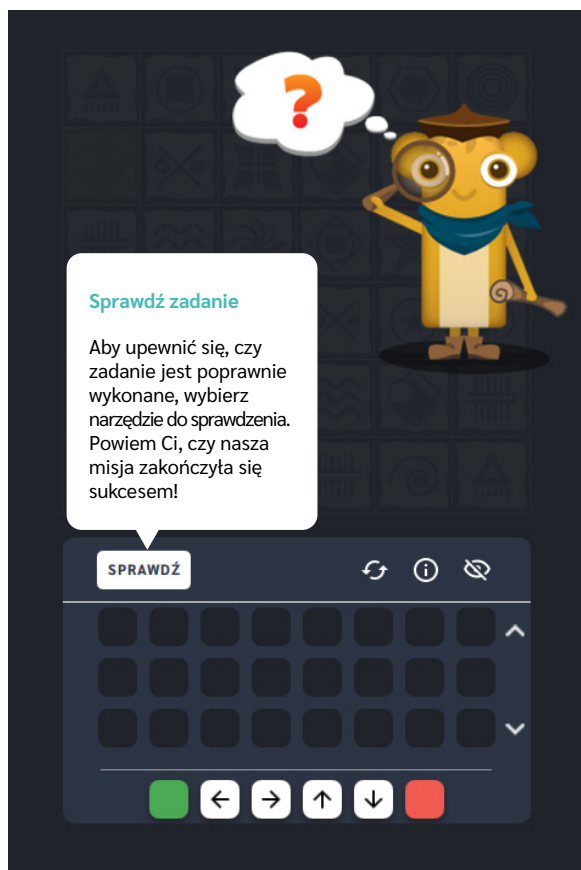 ?
Sprawdź zadanie
Aby upewnić się, czy
zadanie jest poprawnie
wykonane, wybierz
narzędzie do sprawdzenia.
Powiem Ci, czy nasza
misja zakończyła się
sukcesem!
SPRAWDŹ